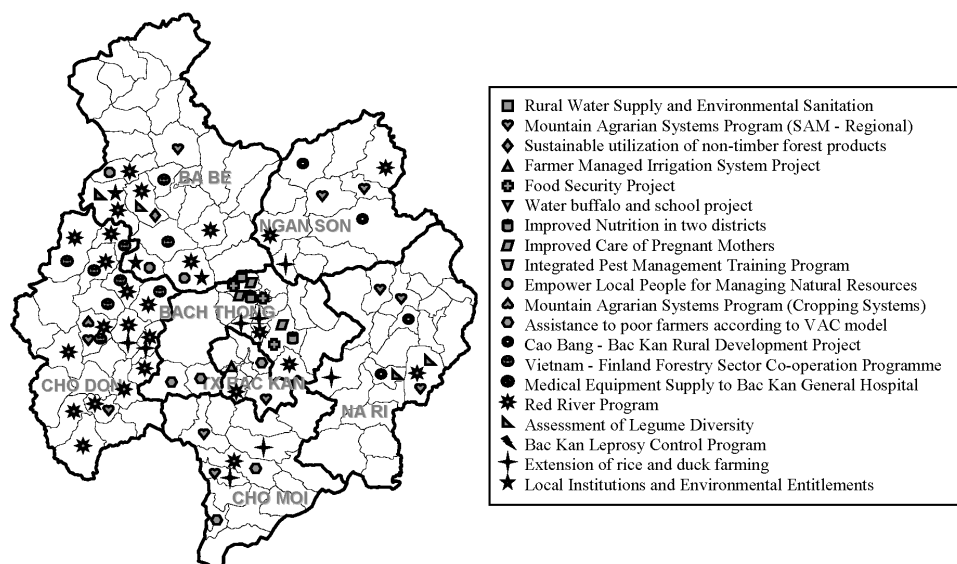 BA BE
NGAN SON
BACH THONG
CHO DON
TX BAC KAN
NA RI
CHO MOI
Rural Water Supply and Environmental Sanitation
Mountain Agrarian Systems Program (SAM - Regional)
Sustainable utilization of non-timber forest products
Farmer Managed Irrigation System Project
Food Security Project
Water buffalo and school project
Improved Nutrition in two districts
Improved Care of Pregnant Mothers
Integrated Pest Management Training Program
Empower Local People for Managing Natural Resources
Mountain Agrarian Systems Program (Cropping Systems)
Assistance to poor farmers according to VAC model
Cao Bang - Bac Kan Rural Development Project
Vietnam - Finland Forestry Sector Co-operation Programme
Medical Equipment Supply to Bac Kan General Hospital
Red River Program
Assessment of Legume Diversity
Bac Kan Leprosy Control Program
Extension of rice and duck farming
Local Institutions and Environmental Entitlements